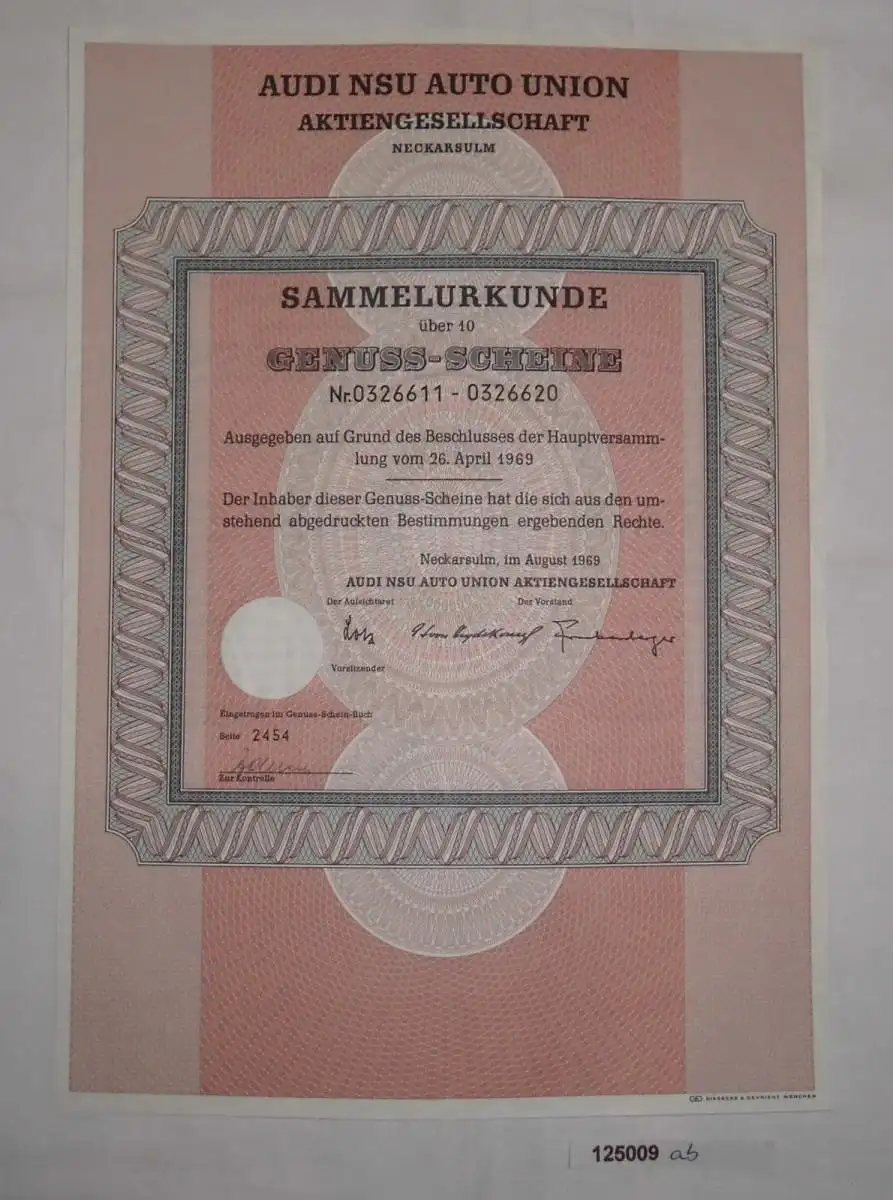 AUDI NSU AUTO UNION
AKTIENGESELLSCHAFT
NECKARSULM
SAMMELURKUNDE
über 10
GENUSS-SCHEINE
Nr.0326611 - 0326620
Ausgegeben auf Grund des Beschlusses der Hauptversamm-
lung vom 26. April 1969
Der Inhaber dieser Genuss-Scheine hat die sich aus den um-
stehend abgedruckten Bestimmungen ergebenden Rechte.
Neckarsulm, im August 1969
AUDI NSU AUTO UNION AKTIENGESELLSCHAFT
Der Aufsichtsrat Der Vorstand
Lotz
Vorsitzender
Eingetragen im Genuss-Schein-Buch
Seite 2454
Zur Kontrolle
GIESECKE & DEVRIENT MÜNCHEN
125009 ab